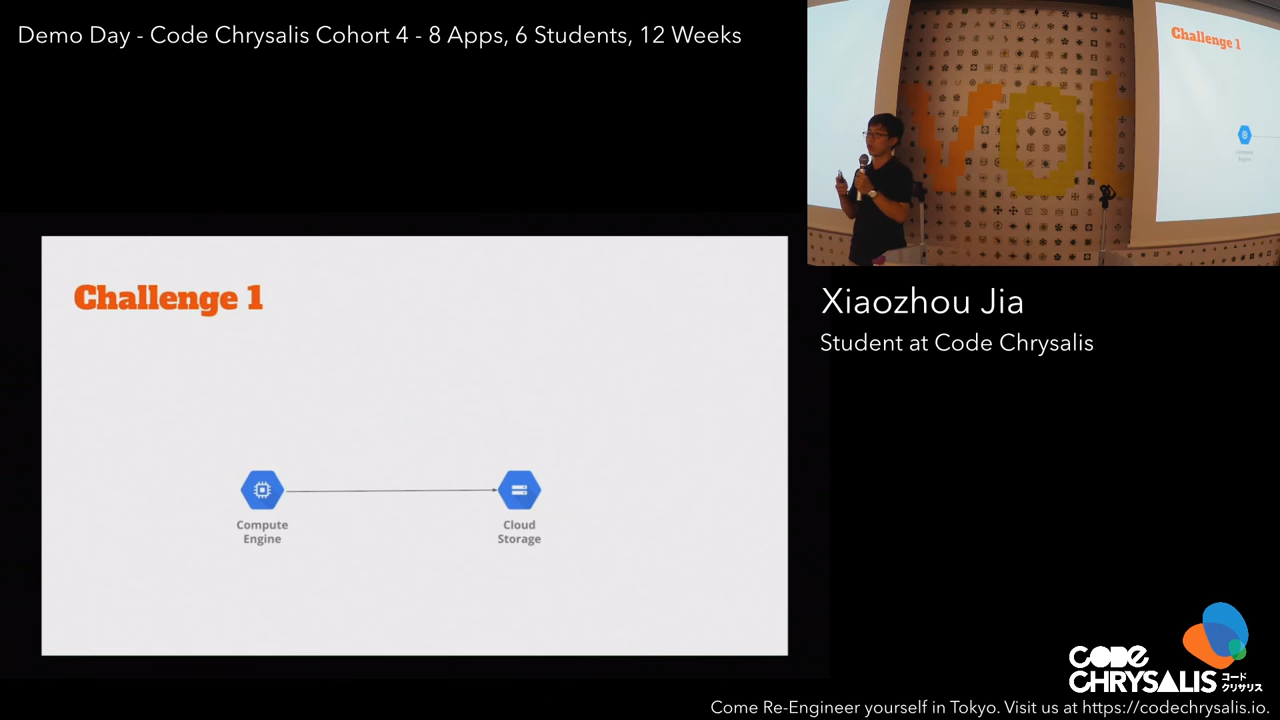 Demo Day - Code Chrysalis Cohort 4 - 8 Apps, 6 Students, 12 Weeks
Challenge 1
Compute
Engine
Challenge 1
Compute
Engine
Cloud
Storage
Xiaozhou Jia
Student at Code Chrysalis
CODE
CHRYSALIS
コード
クリサリス
Come Re-Engineer yourself in Tokyo. Visit us at https://codechrysalis.io.